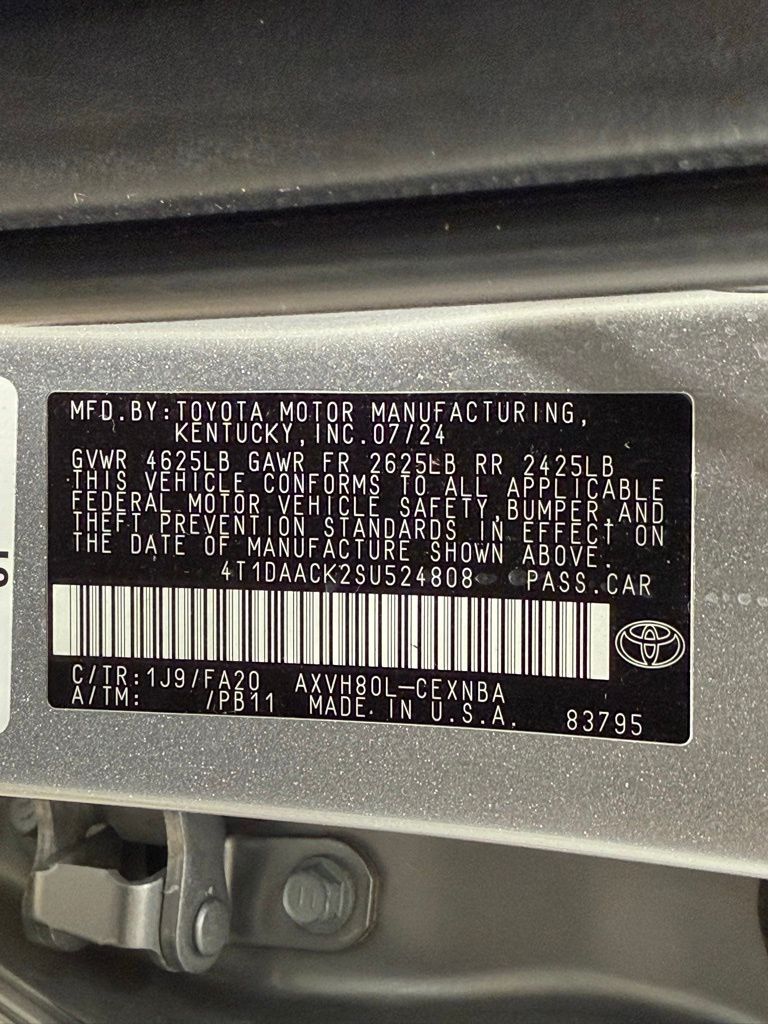 MFD.BY:TOYOTA MOTOR MANUFACTURING,
KENTUCKY,INC.07/24
GVWR 4625LB GAWR FR 2625LB RR 2425LB
THIS VEHICLE CONFORMS TO ALL APPLICABLE
FEDERAL MOTOR VEHICLE SAFETY,BUMPER,AND
THEFT PREVENTION STANDARDS IN EFFECT ON
THE DATE OF MANUFACTURE SHOWN ABOVE.
4T1DAACK2SU524808 PASS.CAR
C/TR:1J9/FA20 AXVH80L-CEXNBA
A/TM: /PB11 MADE IN U.S.A. 83795